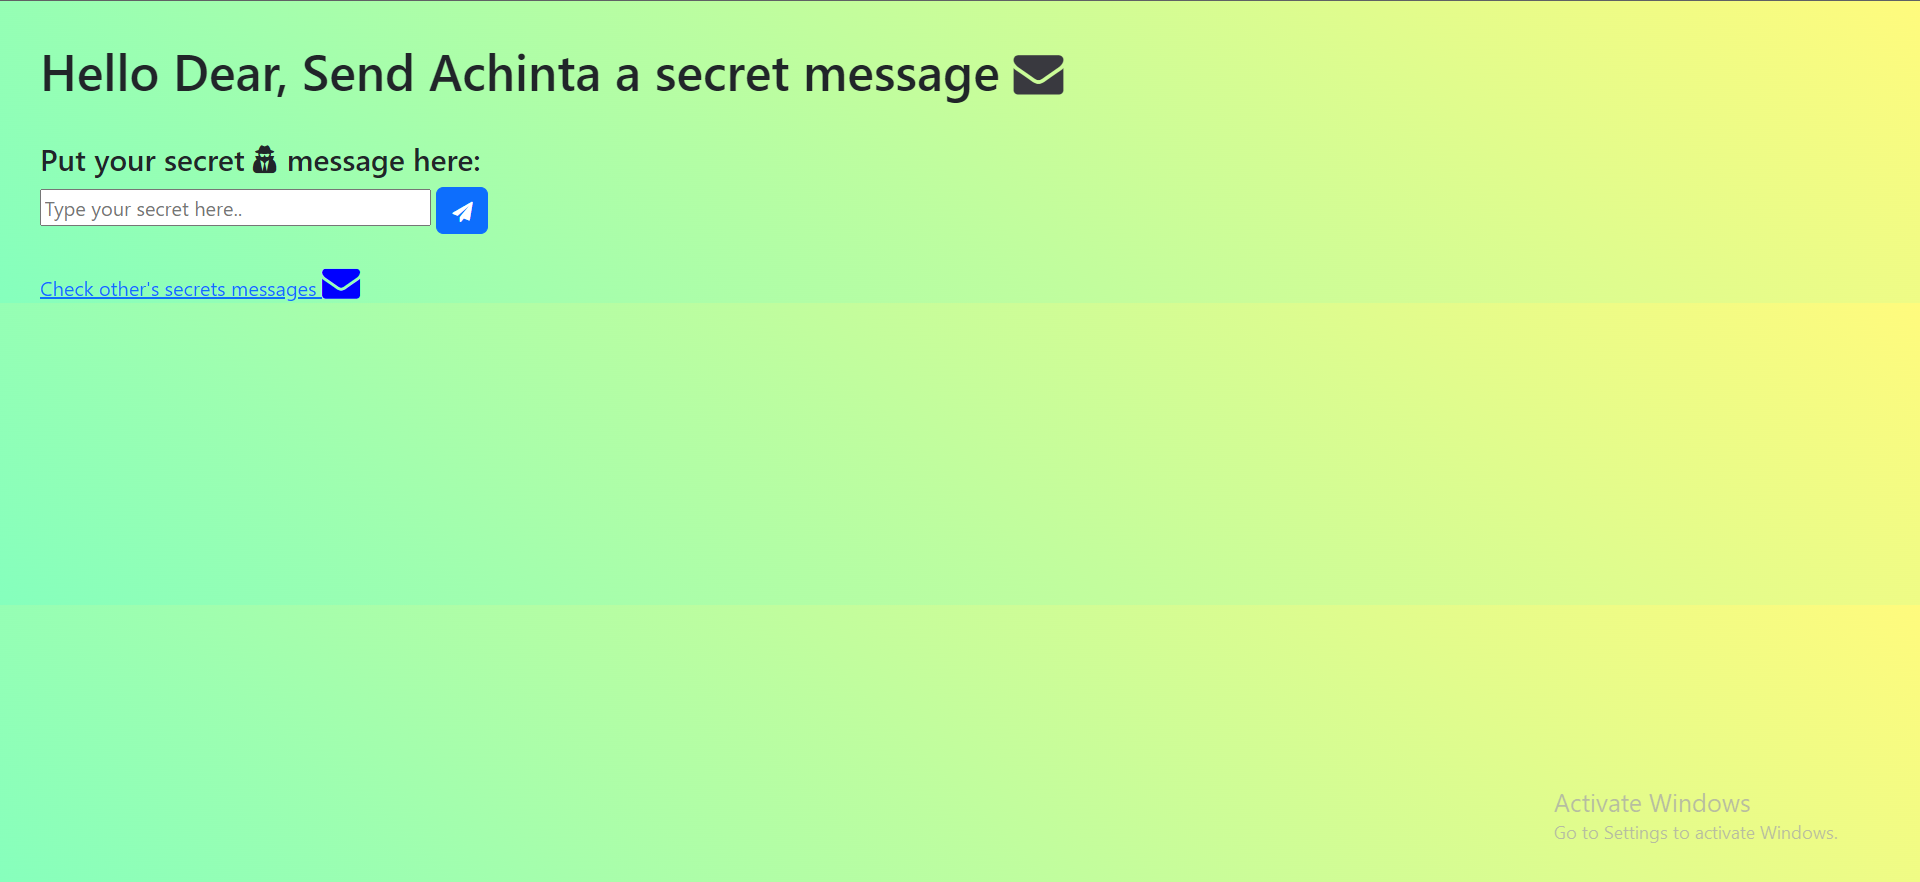 Hello Dear, Send Achinta a secret message
Put your secret message here:
Type your secret here..
Check other's secrets messages
Activate Windows
Go to Settings to activate Windows.